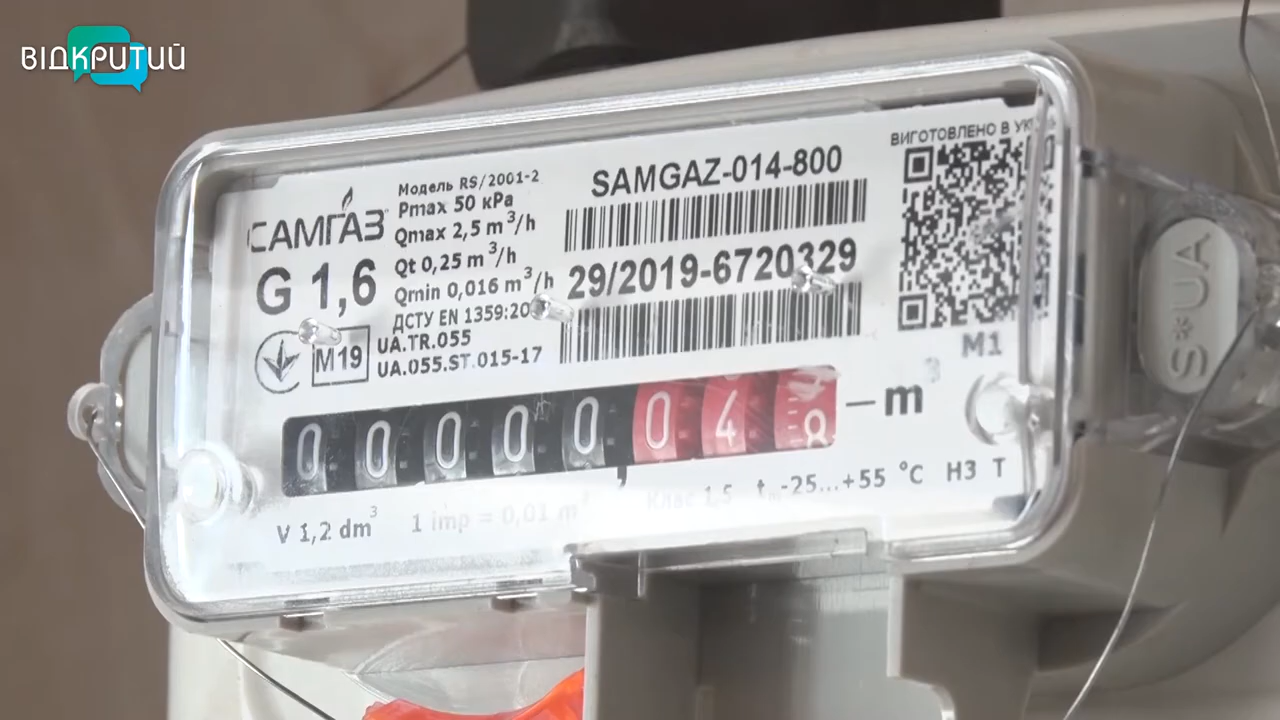 ВІДКРИТИЙ
САМГАЗ
G 1,6
M19
Модель RS/2001-2
Pmax 50 kPa
Qmax 2,5 m³/h
Qt 0,25 m³/h
Qmin 0,016 m³/h
ДСТУ EN 1359:20
UA.TR.055
UA.055.ST.015-17
SAMGAZ-014-800
29/2019-6720329
ВИГОТОВЛЕНО В УК
M1
0 0 0 0 0 0 4 8
m³
V 1,2 dm³
1 imp = 0,01 m³
Клас 1,5
tm -25...+55 °C
H3 T
S*UA